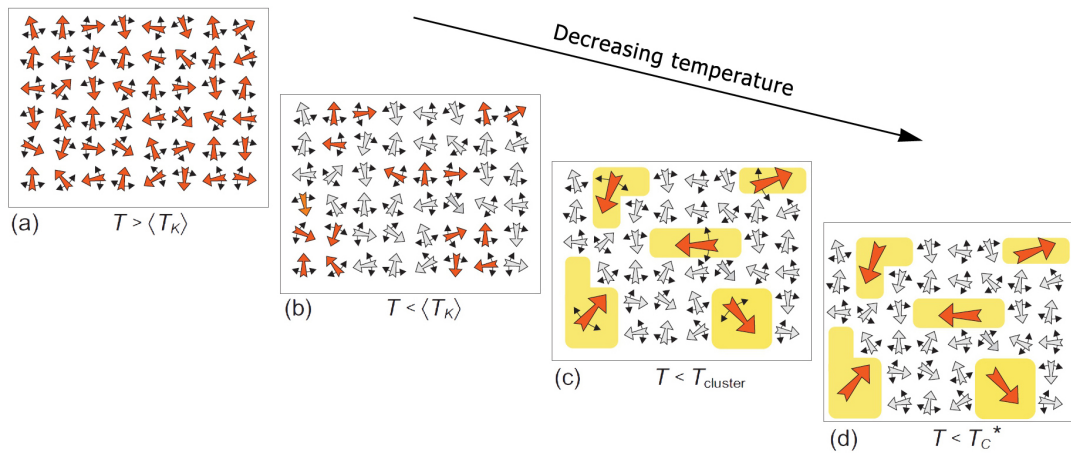 Decreasing temperature
(a) T > ⟨T_K⟩
(b) T < ⟨T_K⟩
(c) T < T_cluster
(d) T < T_C*